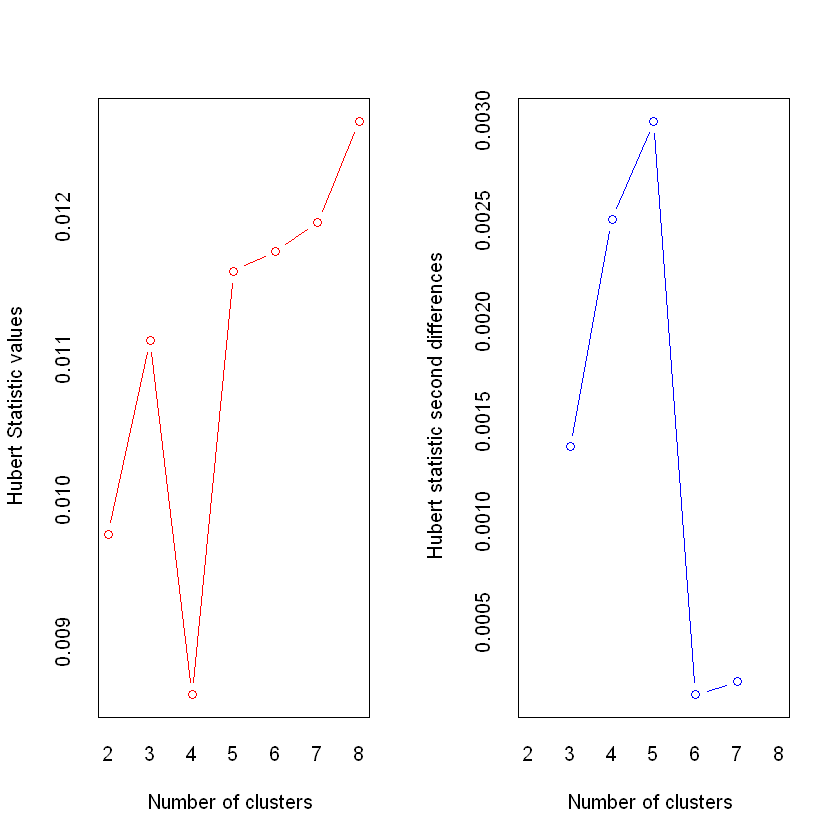 Hubert Statistic values
0.012
0.011
0.010
0.009
2 3 4 5 6 7 8
Number of clusters
Hubert statistic second differences
0.0030
0.0025
0.0020
0.0015
0.0010
0.0005
2 3 4 5 6 7 8
Number of clusters